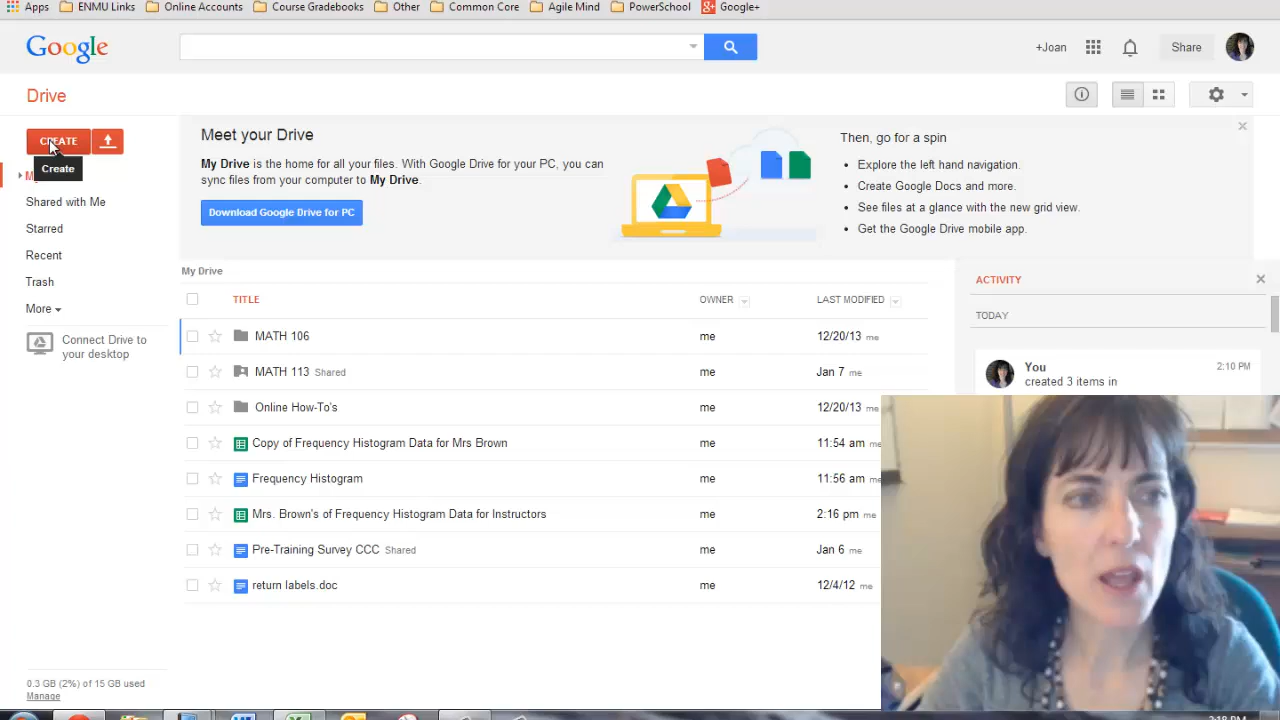 Apps ENMU Links Online Accounts Course Gradebooks Other Common Core Agile Mind PowerSchool Google+
Google +Joan Share
Drive
CREATE
Create
Shared with Me
Starred
Recent
Trash
More
Connect Drive to
your desktop
0.3 GB (2%) of 15 GB used
Manage
Meet your Drive
My Drive is the home for all your files. With Google Drive for your PC, you can
sync files from your computer to My Drive.
Download Google Drive for PC
Then, go for a spin
Explore the left hand navigation.
Create Google Docs and more.
See files at a glance with the new grid view.
Get the Google Drive mobile app.
My Drive
TITLE OWNER LAST MODIFIED
MATH 106 me 12/20/13 me
MATH 113 Shared me Jan 7 me
Online How-To's me 12/20/13 me
Copy of Frequency Histogram Data for Mrs Brown me 11:54 am me
Frequency Histogram me 11:56 am me
Mrs. Brown's of Frequency Histogram Data for Instructors me 2:16 pm me
Pre-Training Survey CCC Shared me Jan 6 me
return labels.doc me 12/4/12 me
ACTIVITY
TODAY
You 2:10 PM
created 3 items in